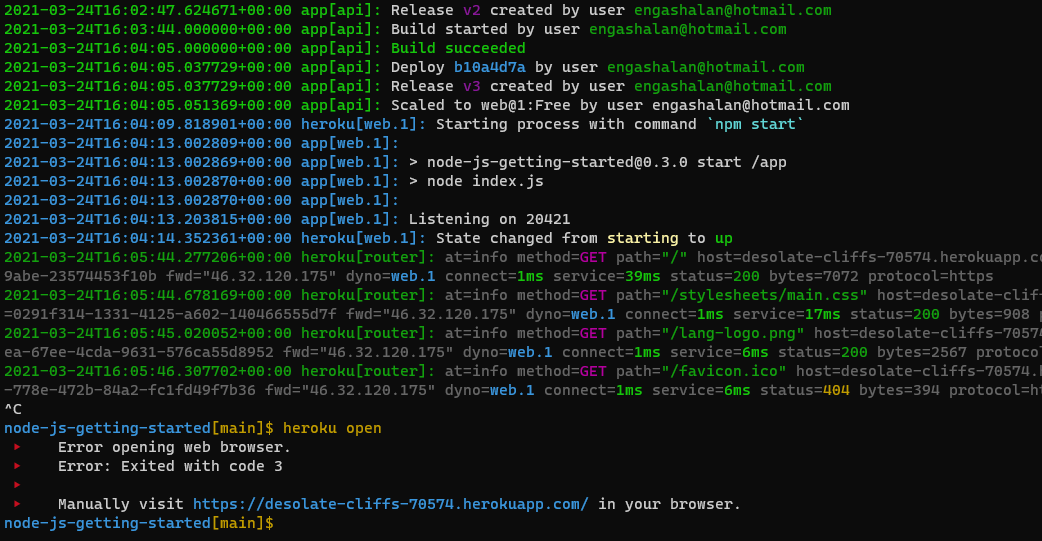 2021-03-24T16:02:47.624671+00:00 app[api]: Release v2 created by user engashalan@hotmail.com
2021-03-24T16:03:44.000000+00:00 app[api]: Build started by user engashalan@hotmail.com
2021-03-24T16:04:05.000000+00:00 app[api]: Build succeeded
2021-03-24T16:04:05.037729+00:00 app[api]: Deploy b10a4d7a by user engashalan@hotmail.com
2021-03-24T16:04:05.037729+00:00 app[api]: Release v3 created by user engashalan@hotmail.com
2021-03-24T16:04:05.051369+00:00 app[api]: Scaled to web@1:Free by user engashalan@hotmail.com
2021-03-24T16:04:09.818901+00:00 heroku[web.1]: Starting process with command `npm start`
2021-03-24T16:04:13.002809+00:00 app[web.1]:
2021-03-24T16:04:13.002869+00:00 app[web.1]: > node-js-getting-started@0.3.0 start /app
2021-03-24T16:04:13.002870+00:00 app[web.1]: > node index.js
2021-03-24T16:04:13.002870+00:00 app[web.1]:
2021-03-24T16:04:13.203815+00:00 app[web.1]: Listening on 20421
2021-03-24T16:04:14.352361+00:00 heroku[web.1]: State changed from starting to up
2021-03-24T16:05:44.277206+00:00 heroku[router]: at=info method=GET path="/" host=desolate-cliffs-70574.herokuapp.co
9abe-23574453f10b fwd="46.32.120.175" dyno=web.1 connect=1ms service=39ms status=200 bytes=7072 protocol=https
2021-03-24T16:05:44.678169+00:00 heroku[router]: at=info method=GET path="/stylesheets/main.css" host=desolate-clif
=0291f314-1331-4125-a602-140466555d7f fwd="46.32.120.175" dyno=web.1 connect=1ms service=17ms status=200 bytes=908 p
2021-03-24T16:05:45.020052+00:00 heroku[router]: at=info method=GET path="/lang-logo.png" host=desolate-cliffs-70574
ea-67ee-4cda-9631-576ca55d8952 fwd="46.32.120.175" dyno=web.1 connect=1ms service=6ms status=200 bytes=2567 protoco
2021-03-24T16:05:46.307702+00:00 heroku[router]: at=info method=GET path="/favicon.ico" host=desolate-cliffs-70574.h
-778e-472b-84a2-fc1fd49f7b36 fwd="46.32.120.175" dyno=web.1 connect=1ms service=6ms status=404 bytes=394 protocol=ht
^C
node-js-getting-started[main]$ heroku open
▸    Error opening web browser.
▸    Error: Exited with code 3
▸
▸    Manually visit https://desolate-cliffs-70574.herokuapp.com/ in your browser.
node-js-getting-started[main]$